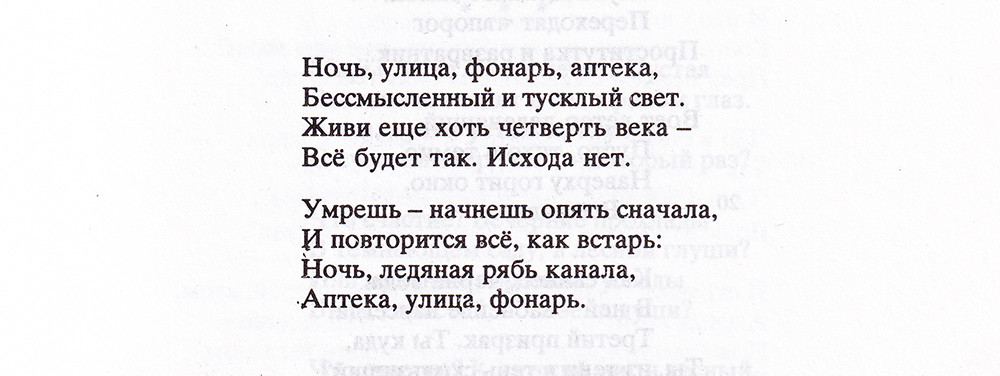 Ночь, улица, фонарь, аптека,
Бессмысленный и тусклый свет.
Живи еще хоть четверть века –
Всё будет так. Исхода нет.
Умрешь – начнешь опять сначала,
И повторится всё, как встарь:
Ночь, ледяная рябь канала,
Аптека, улица, фонарь.